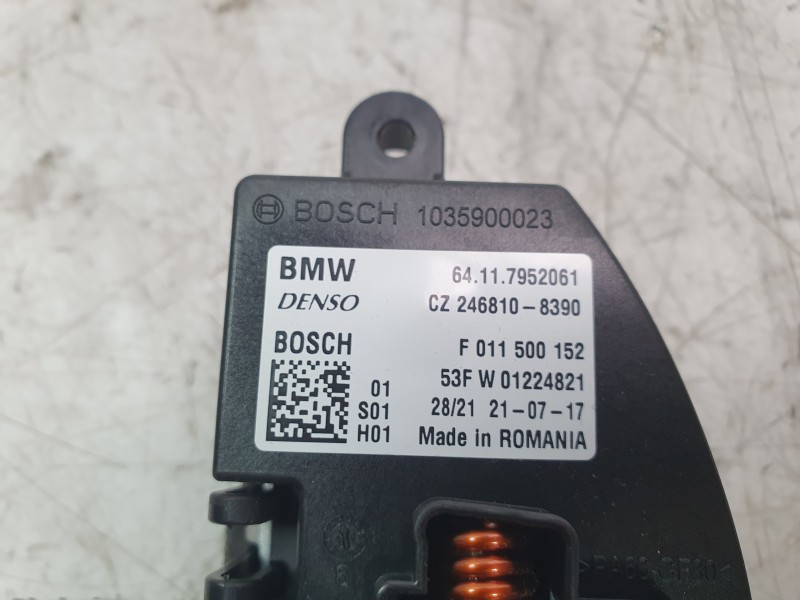 BOSCH 1035900023
BMW 64.11.7952061
DENSO CZ 246810-8390
BOSCH F 011 500 152
01 53F W 01224821
S01 28/21 21-07-17
H01 Made in ROMANIA